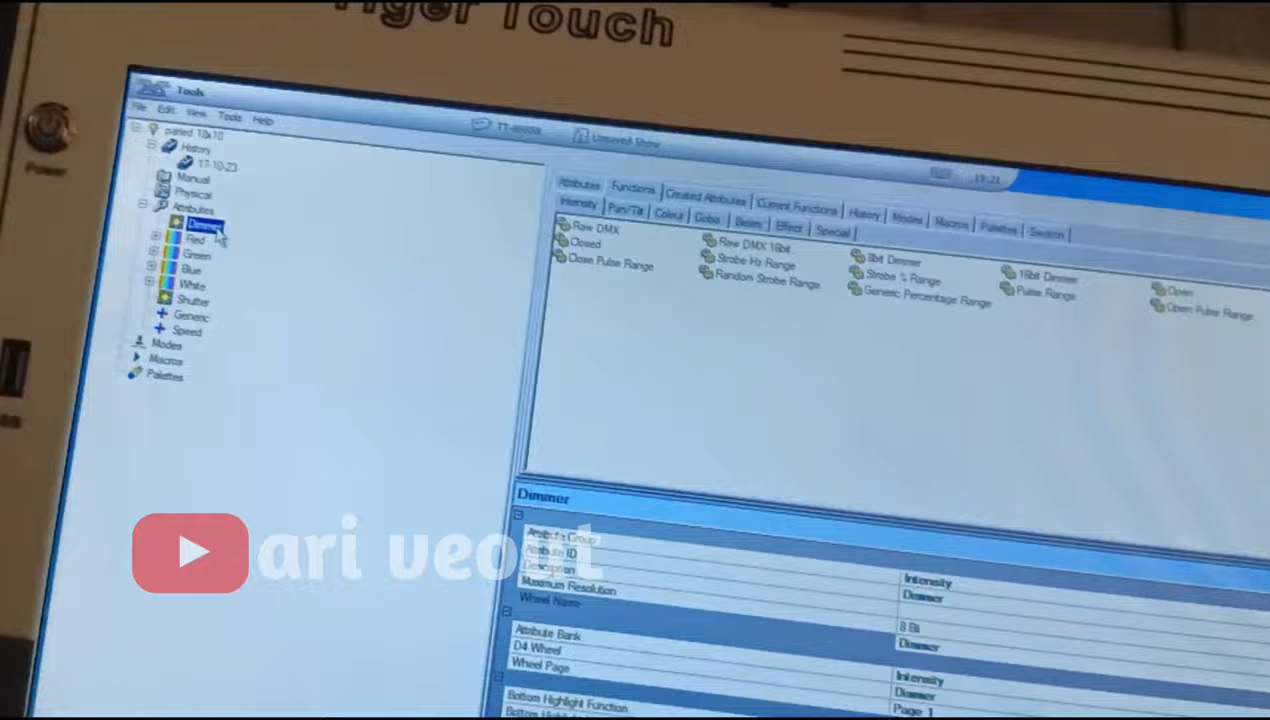 Tiger Touch
Power
Tools
File Edit View Tools Help
TT-
Unsaved Show
19:21
parled 18x10
History
17-10-23
Manual
Physical
Attributes
Dimmer
Red
Green
Blue
White
Shutter
Generic
Speed
Modes
Macros
Palettes
Attributes Functions Created Attributes Current Functions History Modes Macros Palettes Swatch
Intensity Pan/Tilt Colour Gobo Beam Effect Special
Raw DMX Raw DMX 16bit 8bit Dimmer 16bit Dimmer Open
Closed Strobe Hz Range Strobe % Range Pulse Range Open Pulse Range
Close Pulse Range Random Strobe Range Generic Percentage Range
Dimmer
Attribute Group Intensity
Attribute ID Dimmer
Description
Maximum Resolution 8 Bit
Wheel Name Dimmer
Attribute Bank Intensity
D4 Wheel Dimmer
Wheel Page Page 1
Bottom Highlight Function
ari veout